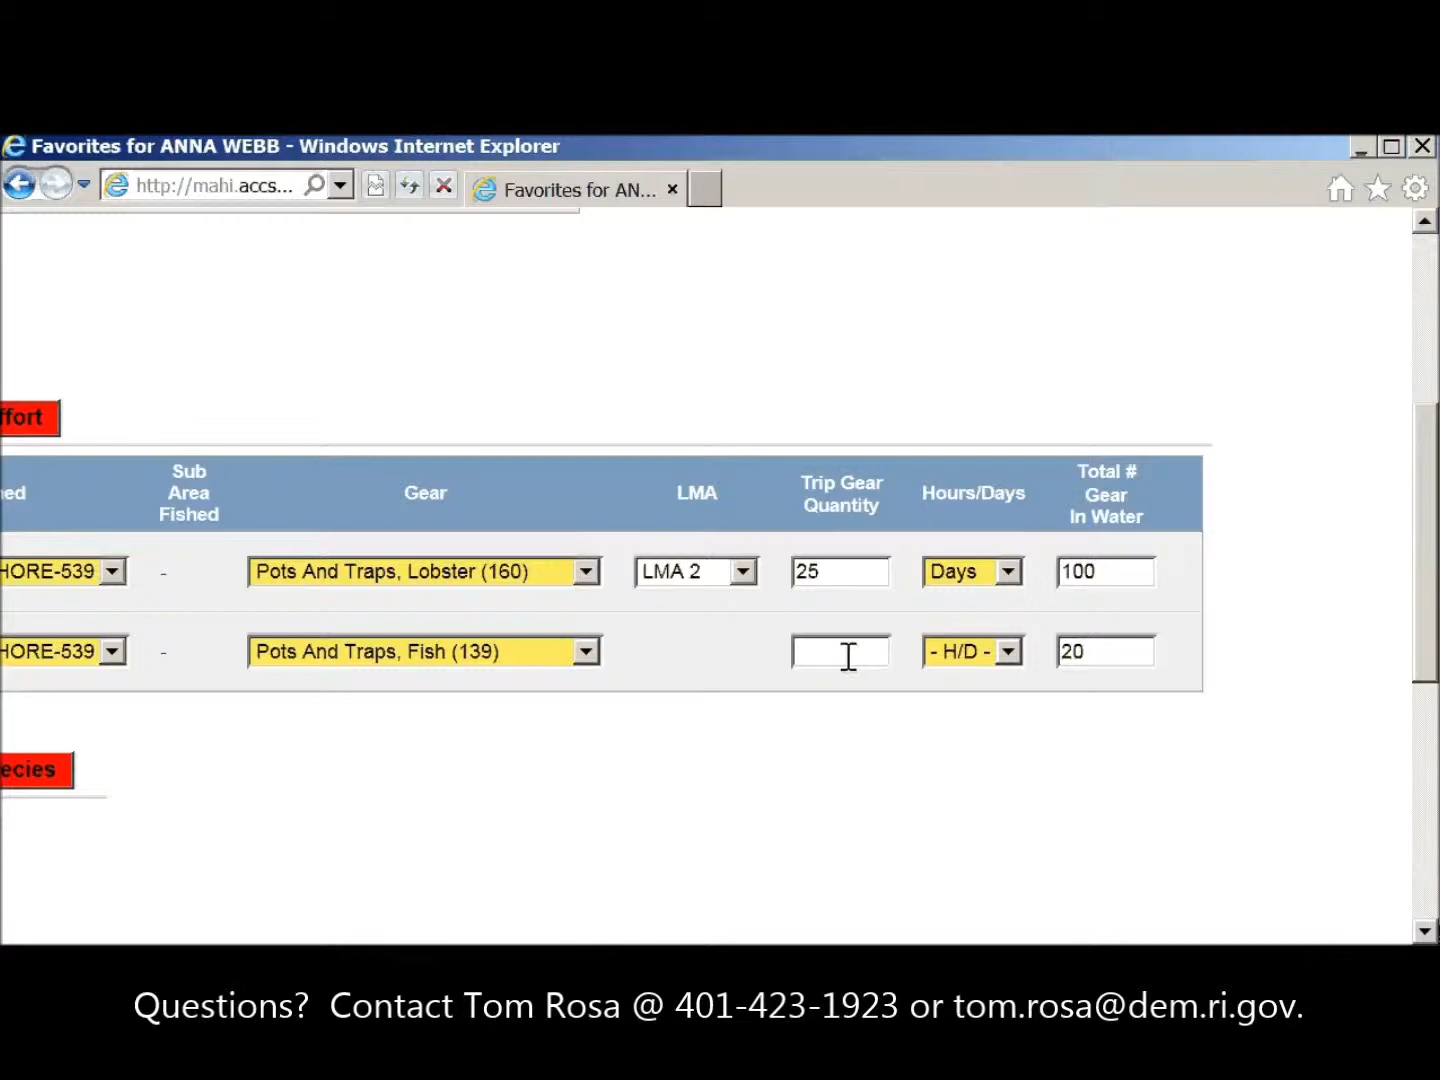 Favorites for ANNA WEBB - Windows Internet Explorer
http://mahi.accs...
Favorites for AN...
ffort
ned
Sub
Area
Fished
Gear
LMA
Trip Gear
Quantity
Hours/Days
Total #
Gear
In Water
HORE-539
-
Pots And Traps, Lobster (160)
LMA 2
25
Days
100
HORE-539
-
Pots And Traps, Fish (139)
- H/D -
20
ecies
Questions? Contact Tom Rosa @ 401-423-1923 or tom.rosa@dem.ri.gov.